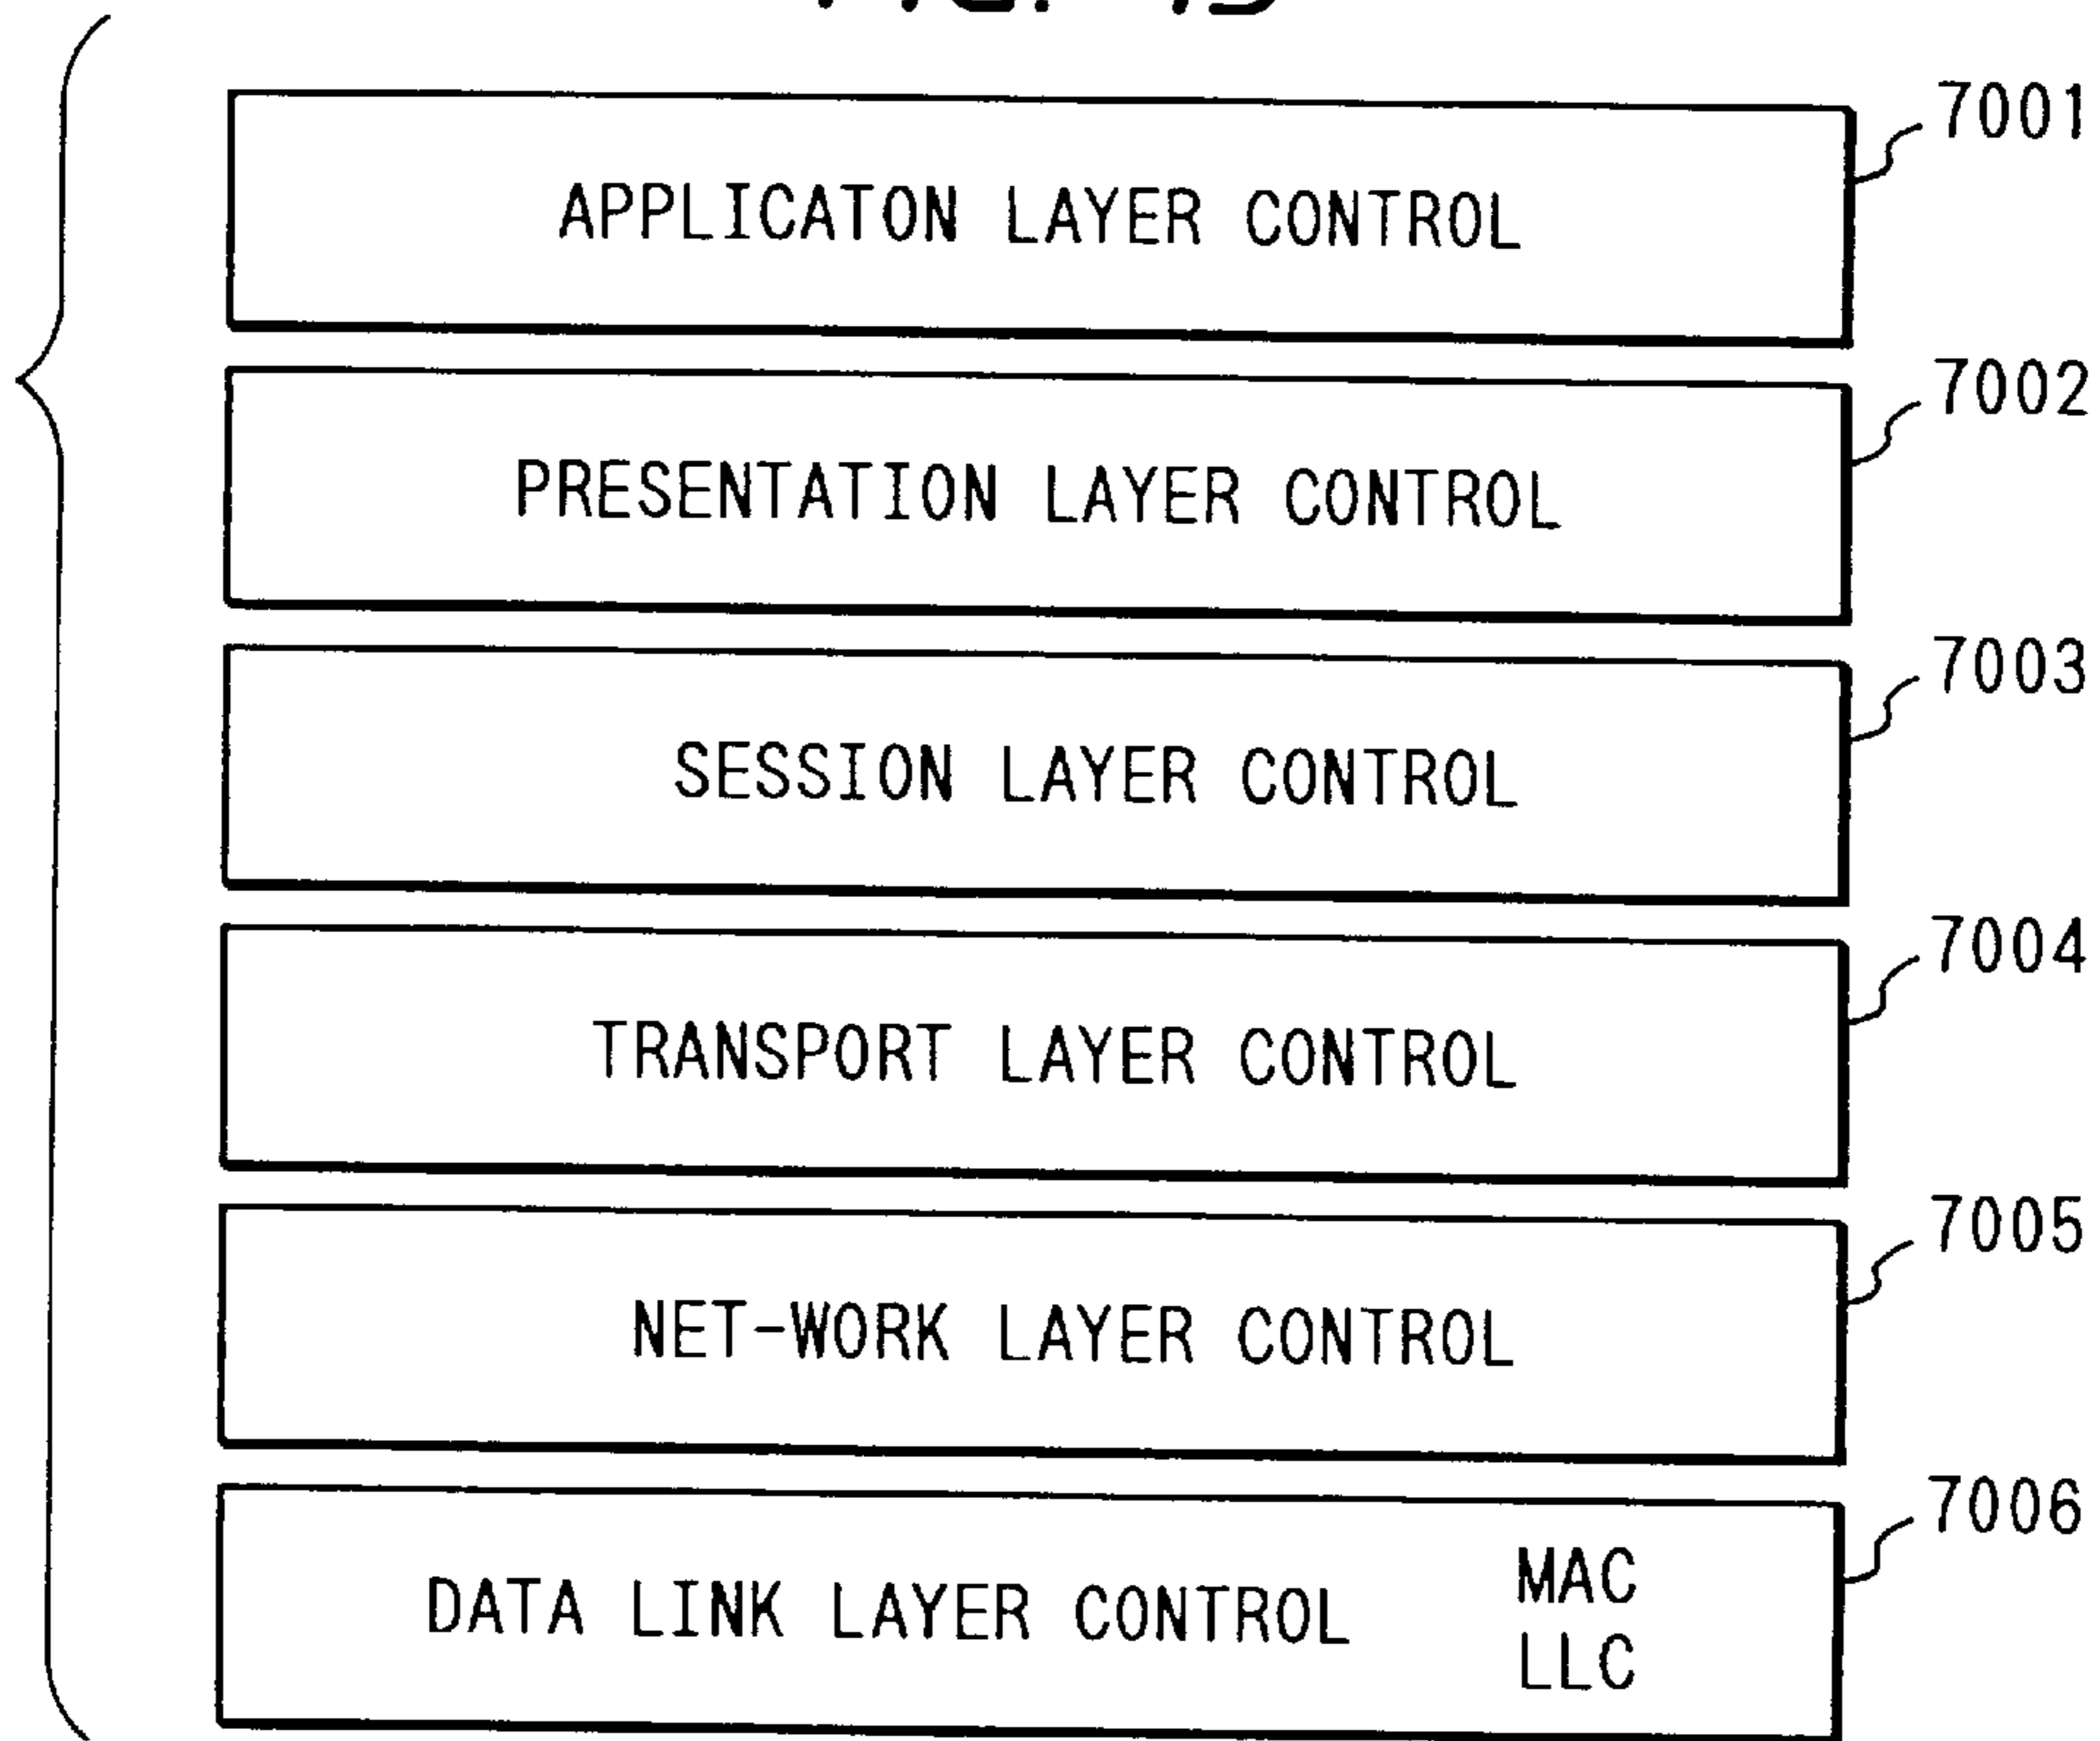 7001
APPLICATON LAYER CONTROL
7002
PRESENTATION LAYER CONTROL
7003
SESSION LAYER CONTROL
7004
TRANSPORT LAYER CONTROL
7005
NET-WORK LAYER CONTROL
7006
DATA LINK LAYER CONTROL
MAC
LLC